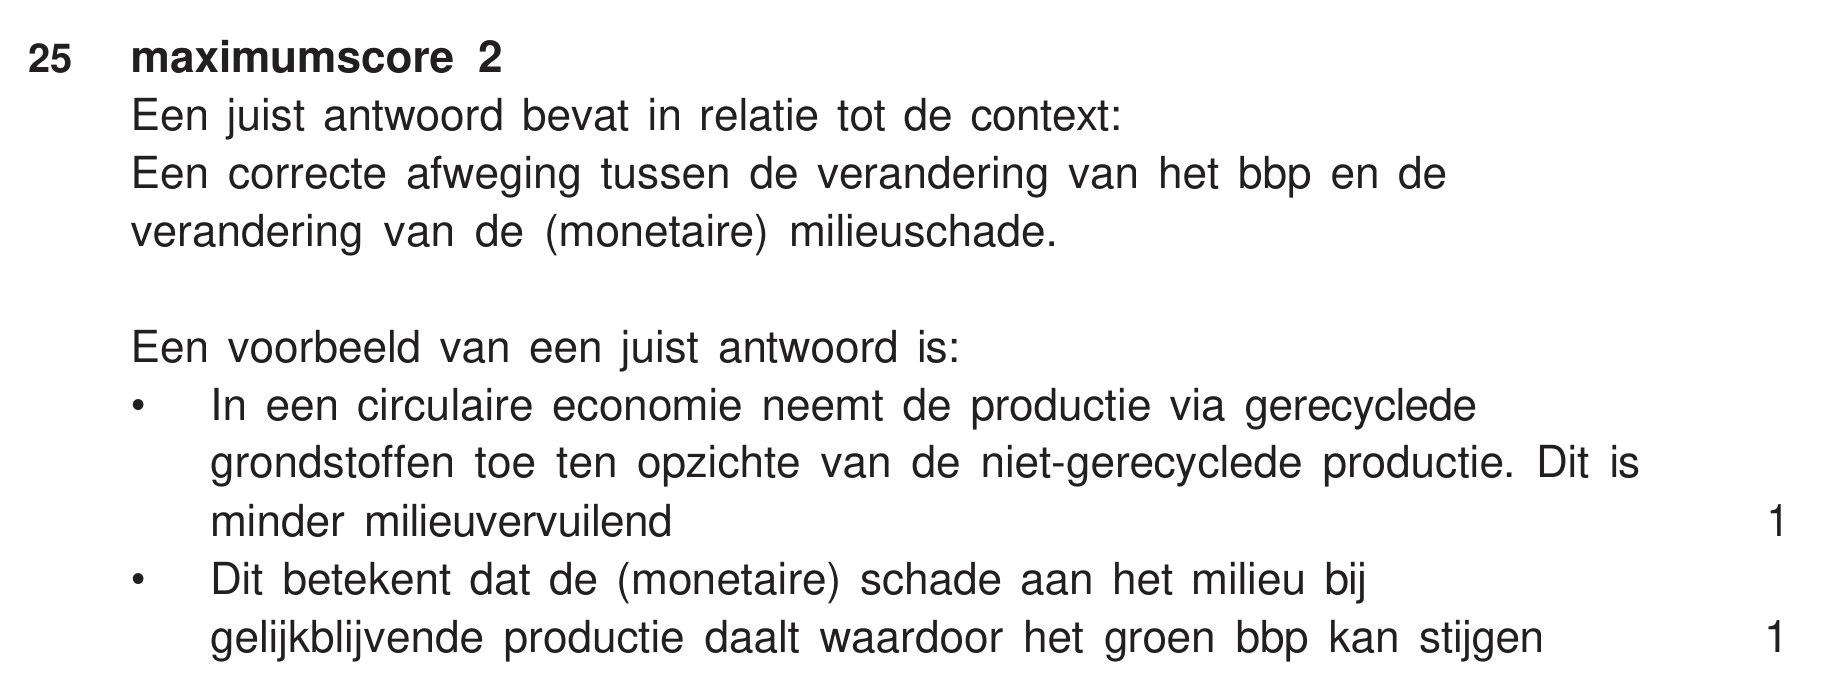 25 maximumscore 2
Een juist antwoord bevat in relatie tot de context:
Een correcte afweging tussen de verandering van het bbp en de
verandering van de (monetaire) milieuschade.
Een voorbeeld van een juist antwoord is:
• In een circulaire economie neemt de productie via gerecyclede
grondstoffen toe ten opzichte van de niet-gerecyclede productie. Dit is
minder milieuvervuilend 1
• Dit betekent dat de (monetaire) schade aan het milieu bij
gelijkblijvende productie daalt waardoor het groen bbp kan stijgen 1